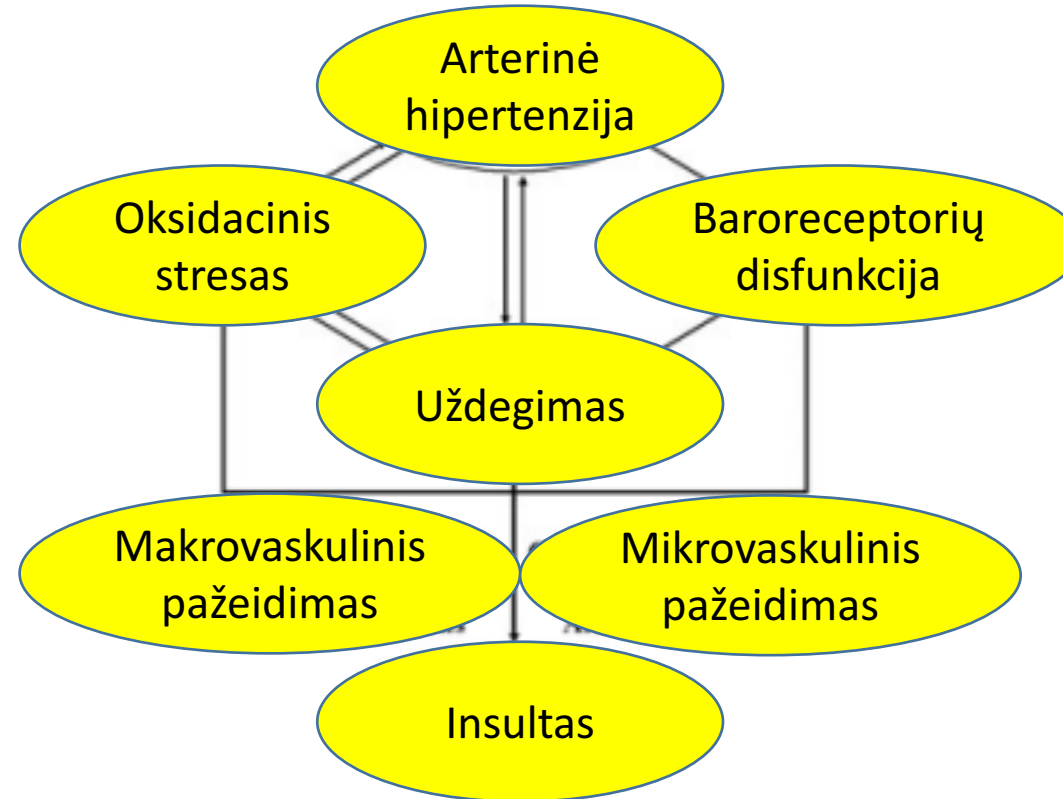 Arterinė
hipertenzija
Oksidacinis
stresas
Baroreceptorių
disfunkcija
Uždegimas
Makrovaskulinis
pažeidimas
Mikrovaskulinis
pažeidimas
Insultas